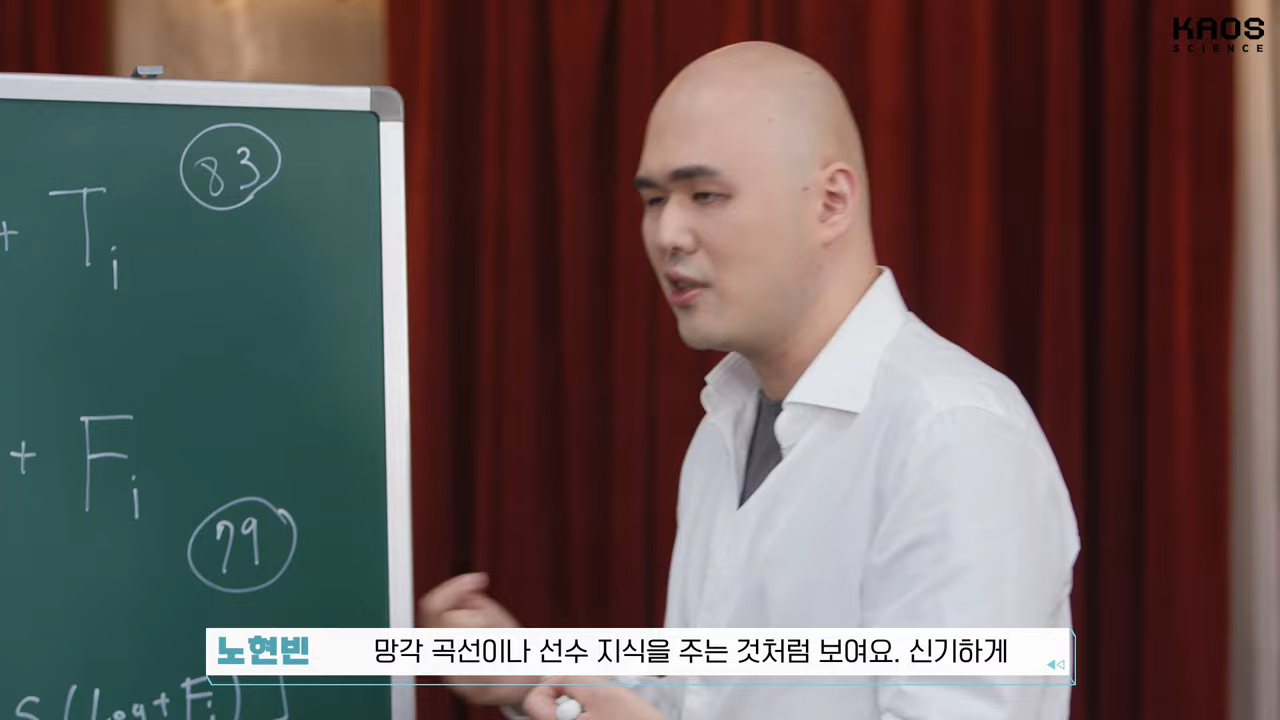 KAOS
SCIENCE
83
+ Ti
+ Fi
79
노현빈 망각 곡선이나 선수 지식을 주는 것처럼 보여요. 신기하게